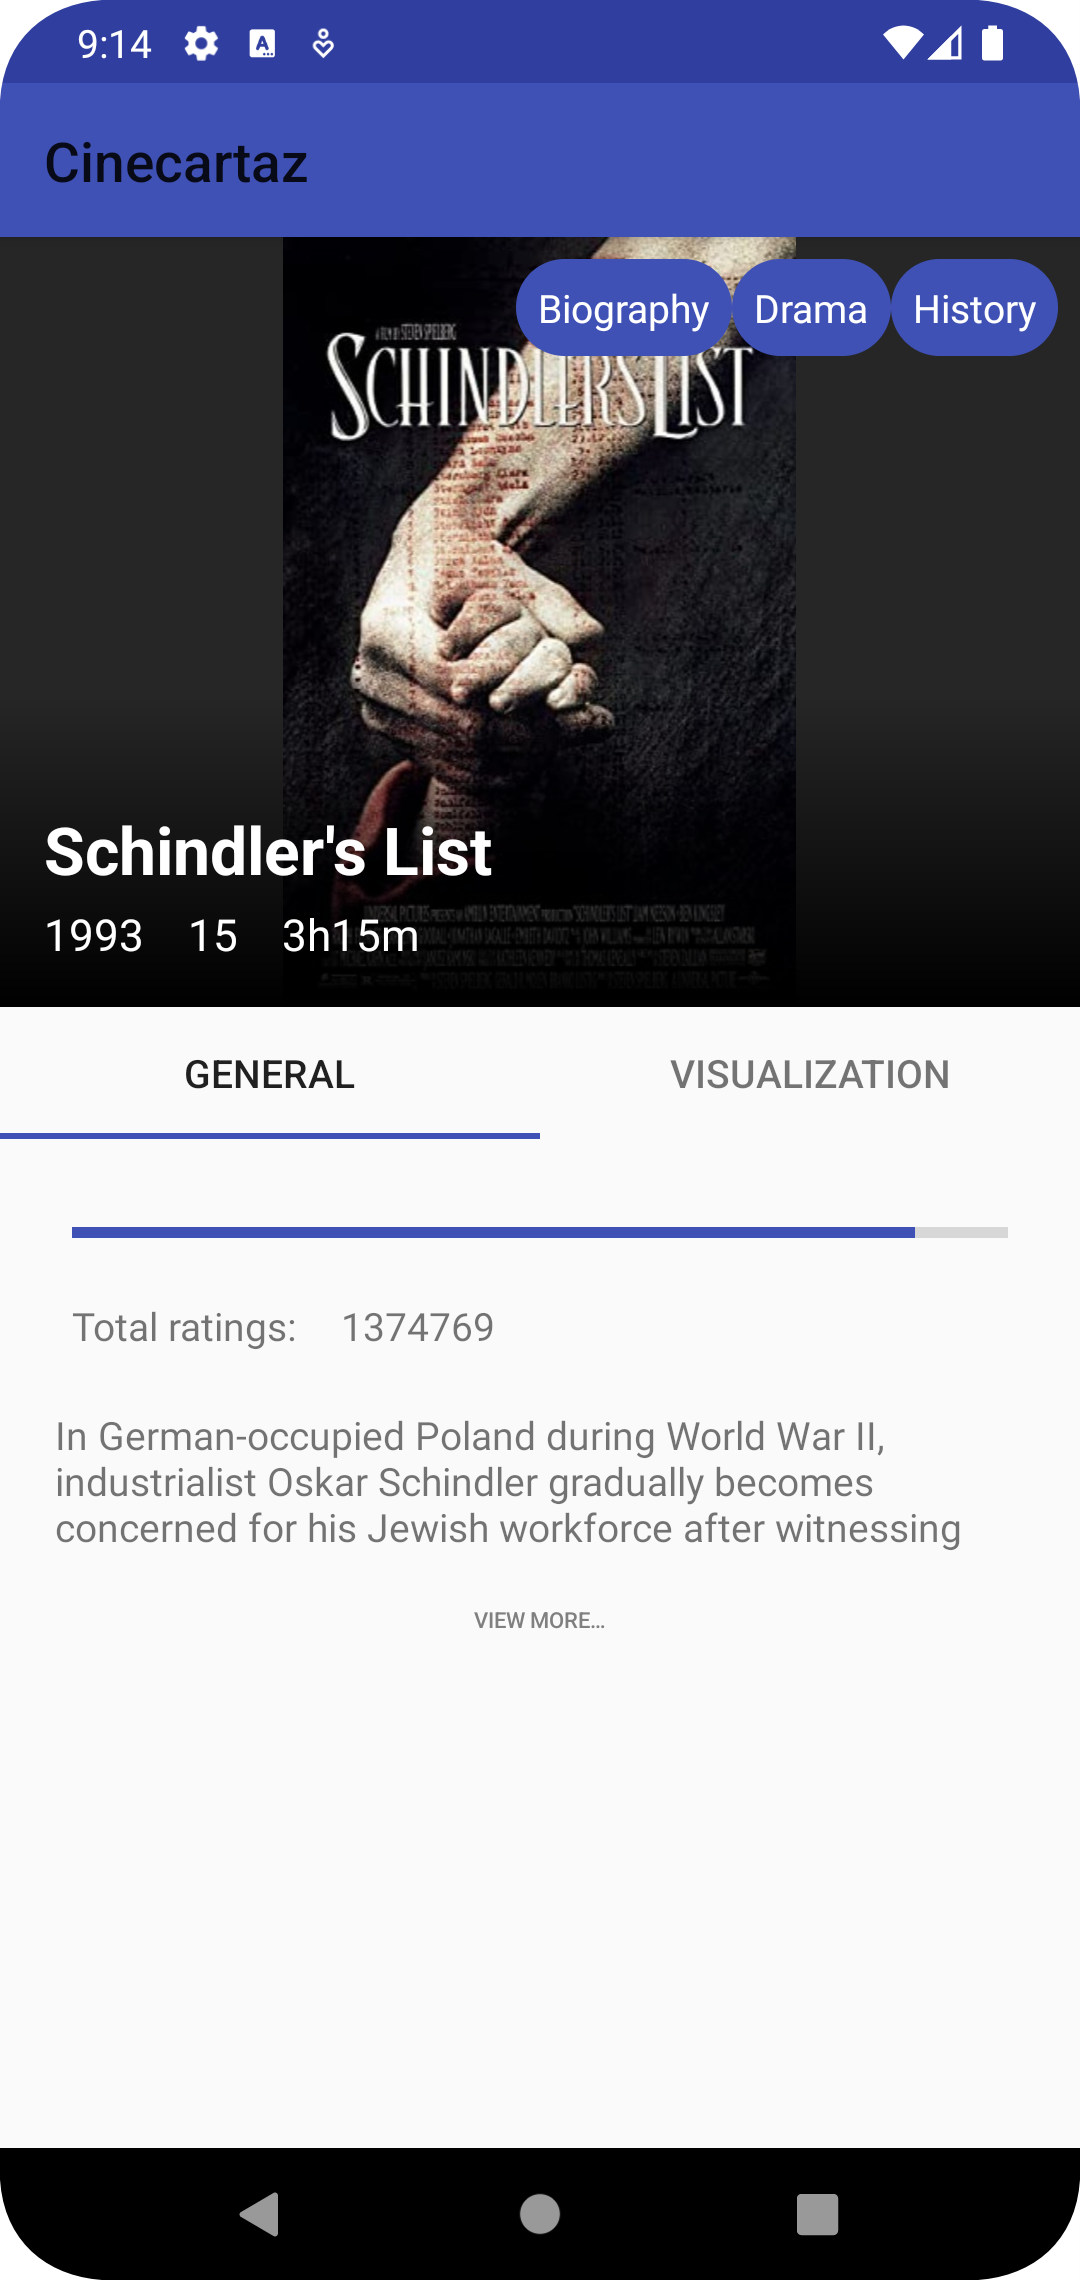 9:14
Cinecartaz
Biography Drama History
A FILM BY STEVEN SPIELBERG
SCHINDLER'S LIST
Schindler's List
1993 15 3h15m
GENERAL VISUALIZATION
Total ratings: 1374769
In German-occupied Poland during World War II,
industrialist Oskar Schindler gradually becomes
concerned for his Jewish workforce after witnessing
VIEW MORE...